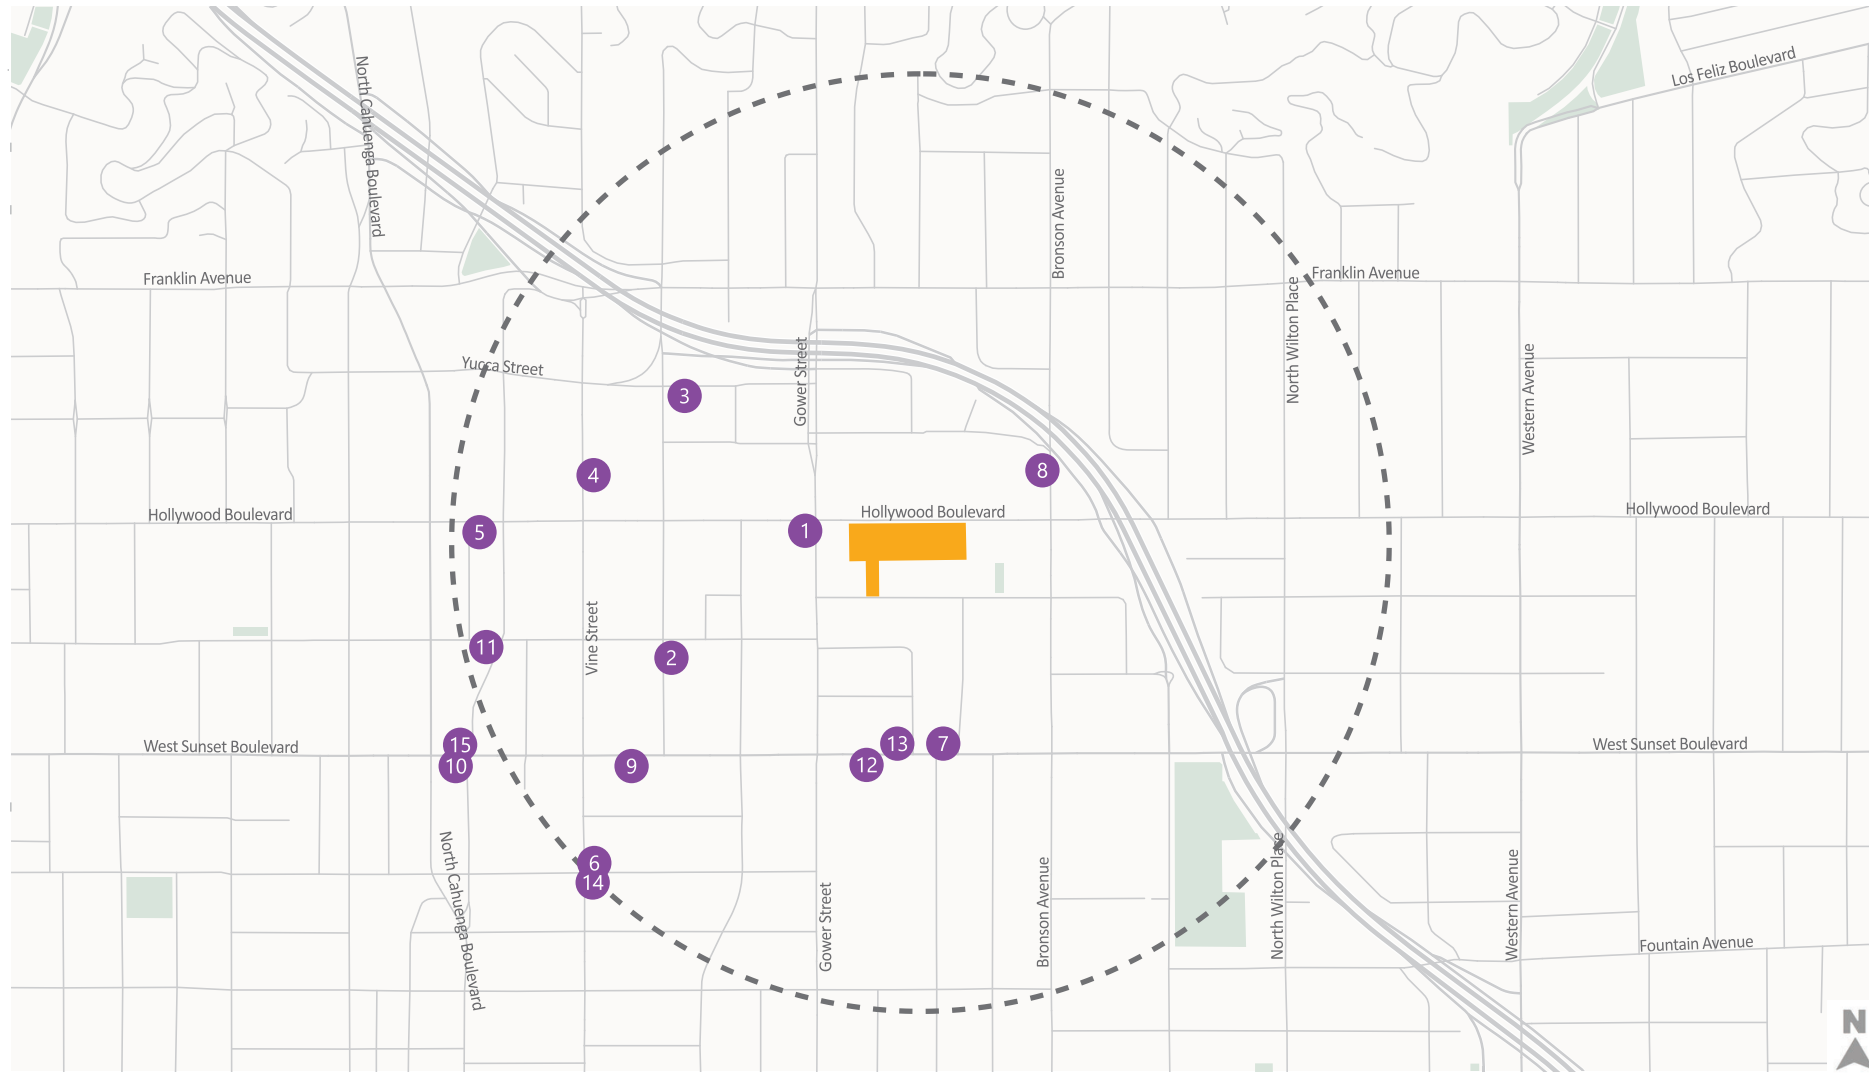 Los Feliz Boulevard
North Cahuenga Boulevard
Bronson Avenue
Franklin Avenue
Franklin Avenue
North Wilton Place
Yucca Street
Gower Street
Western Avenue
3
4
8
Hollywood Boulevard
Hollywood Boulevard
Hollywood Boulevard
5
1
Vine Street
11
2
West Sunset Boulevard
15
13
7
West Sunset Boulevard
10
9
12
North Cahuenga Boulevard
6
14
Gower Street
Bronson Avenue
North Wilton Place
Western Avenue
Fountain Avenue
N